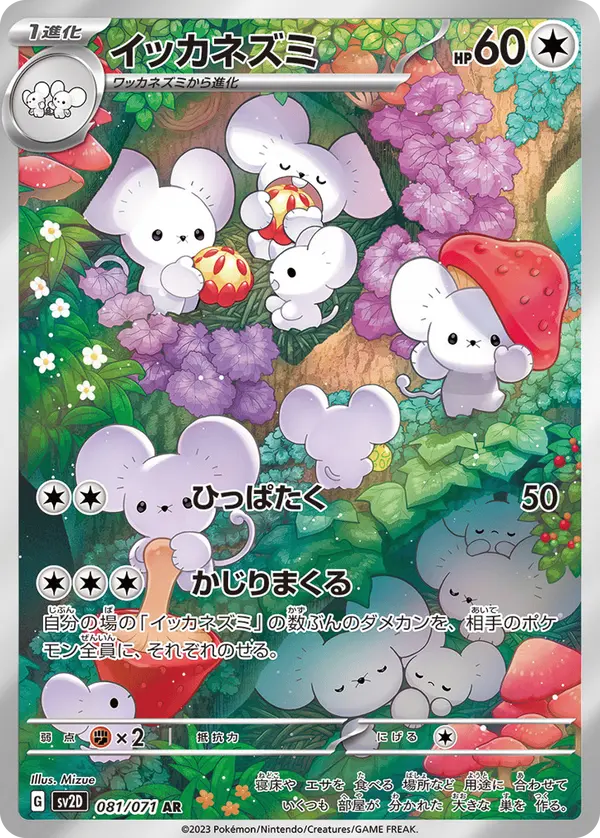 1進化
イッカネズミ
HP60
ワッカネズミから進化
ひっぱたく 50
かじりまくる
自分の場の「イッカネズミ」の数ぶんのダメカンを、相手のポケ
モン全員に、それぞれのせる。
弱点 ×2 抵抗力 にげる
Illus. Mizue
G sv2D 081/071 AR
寝床や エサを 食べる 場所など 用途に 合わせて
いくつも 部屋が 分かれた 大きな 巣を 作る。
©2023 Pokémon/Nintendo/Creatures/GAME FREAK.